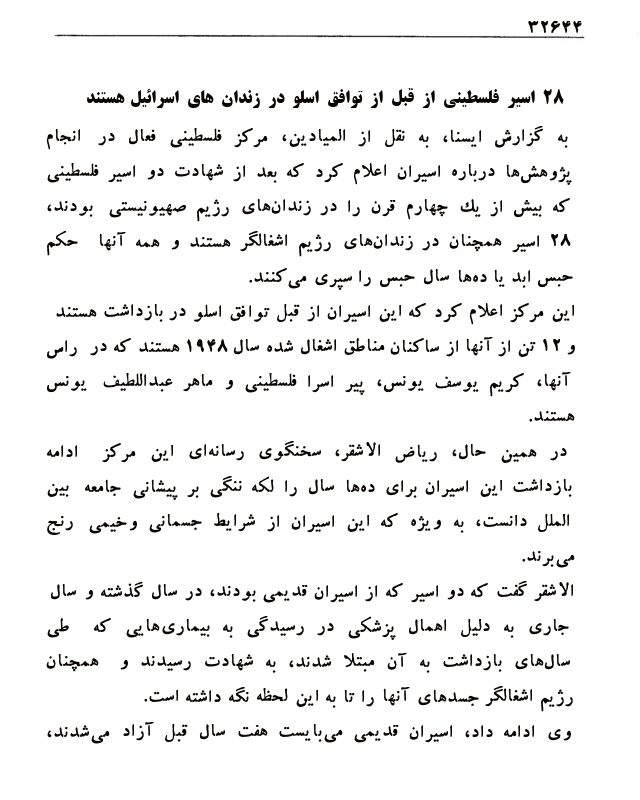 ۳۲۶۴۴
۲۸ اسیر فلسطینی از قبل از توافق اسلو در زندان های اسرائیل هستند
به گزارش ایسنا، به نقل از المیادین، مرکز فلسطینی فعال در انجام
پژوهش‌ها درباره اسیران اعلام کرد که بعد از شهادت دو اسیر فلسطینی
که بیش از یك چهارم قرن را در زندان‌های رژیم صهیونیستی بودند،
۲۸ اسیر همچنان در زندان‌های رژیم اشغالگر هستند و همه آنها حکم
حبس ابد یا ده‌ها سال حبس را سپری می‌کنند.
این مرکز اعلام کرد که این اسیران از قبل توافق اسلو در بازداشت هستند
و ۱۲ تن از آنها از ساکنان مناطق اشغال شده سال ۱۹۴۸ هستند که در راس
آنها، کریم یوسف یونس، پیر اسرا فلسطینی و ماهر عبداللطیف یونس
هستند.
در همین حال، ریاض الاشقر، سخنگوی رسانه‌ای این مرکز ادامه
بازداشت این اسیران برای ده‌ها سال را لکه ننگی بر پیشانی جامعه بین
الملل دانست، به ویژه که این اسیران از شرایط جسمانی وخیمی رنج
می‌برند.
الاشقر گفت که دو اسیر که از اسیران قدیمی بودند، در سال گذشته و سال
جاری به دلیل اهمال پزشکی در رسیدگی به بیماری‌هایی که طی
سال‌های بازداشت به آن مبتلا شدند، به شهادت رسیدند و همچنان
رژیم اشغالگر جسدهای آنها را تا به این لحظه نگه داشته است.
وی ادامه داد، اسیران قدیمی می‌بایست هفت سال قبل آزاد می‌شدند،